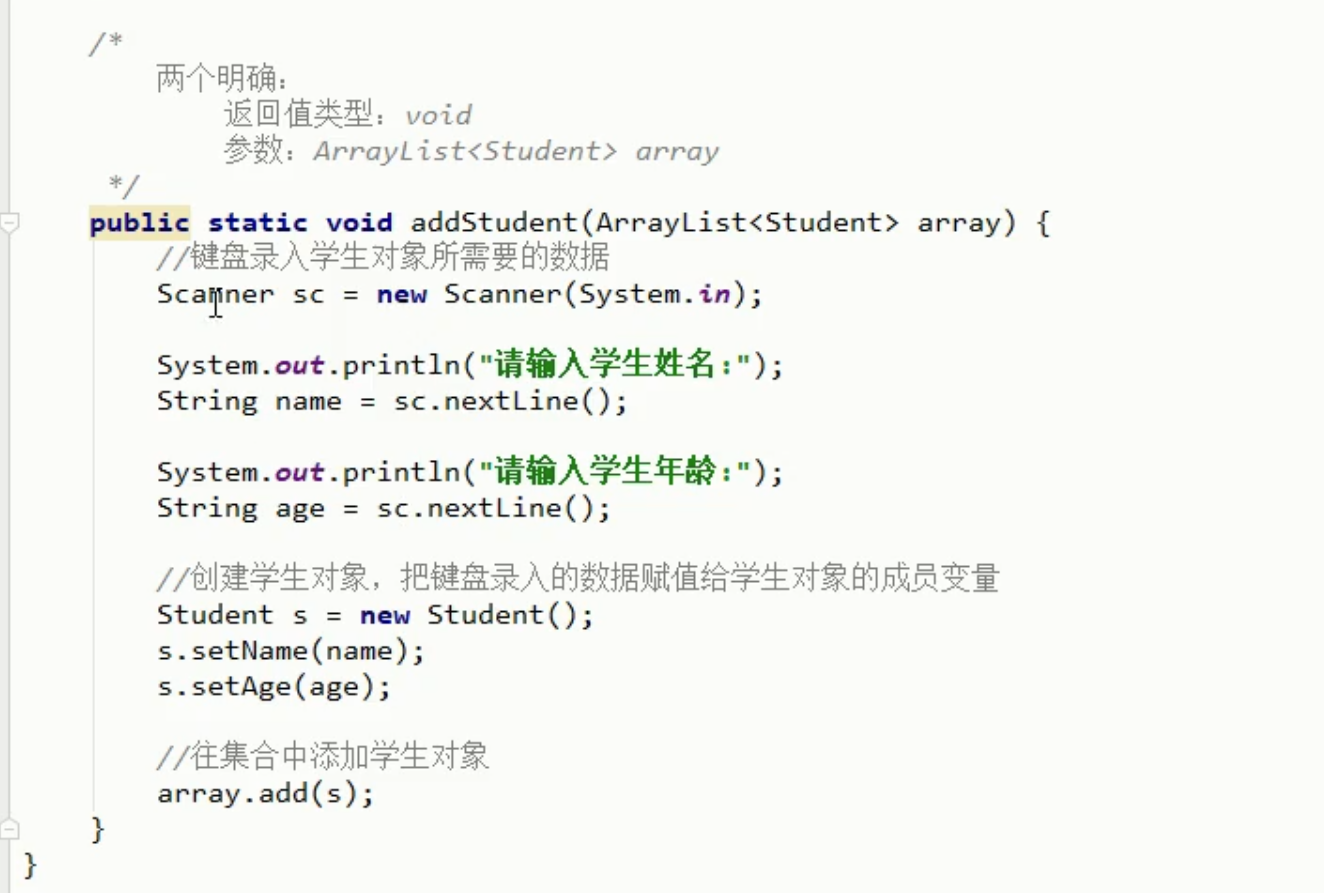 /*
两个明确：
返回值类型：void
参数：ArrayList<Student> array
*/
public static void addStudent(ArrayList<Student> array) {
//键盘录入学生对象所需要的数据
Scanner sc = new Scanner(System.in);
System.out.println("请输入学生姓名:");
String name = sc.nextLine();
System.out.println("请输入学生年龄:");
String age = sc.nextLine();
//创建学生对象，把键盘录入的数据赋值给学生对象的成员变量
Student s = new Student();
s.setName(name);
s.setAge(age);
//往集合中添加学生对象
array.add(s);
}
}